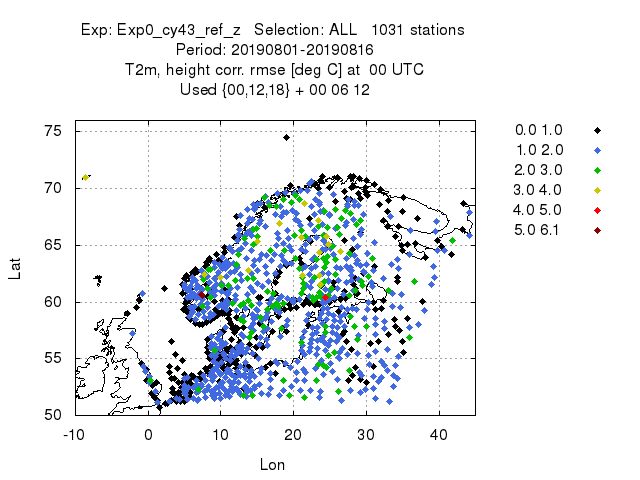 Exp: Exp0_cy43_ref_z   Selection: ALL   1031 stations
Period: 20190801-20190816
T2m, height corr. rmse [deg C] at  00 UTC
Used {00,12,18} + 00 06 12
0.0 1.0
1.0 2.0
2.0 3.0
3.0 4.0
4.0 5.0
5.0 6.1
75
70
65
60
55
50
Lat
-10 0 10 20 30 40
Lon